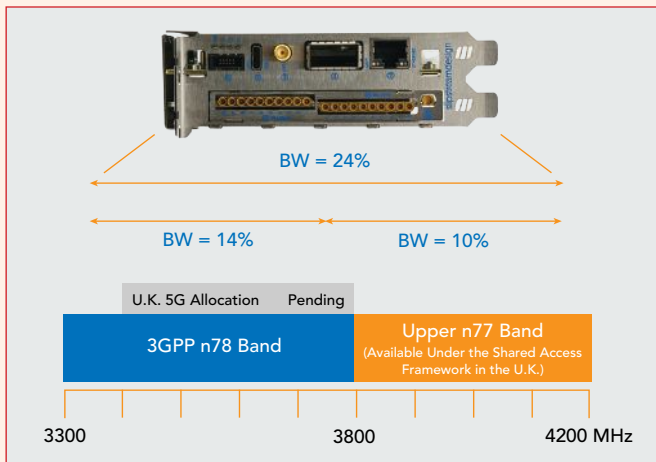 slipstreamdesign
BW = 24%
BW = 14%
BW = 10%
U.K. 5G Allocation Pending
3GPP n78 Band
Upper n77 Band
(Available Under the Shared Access
Framework in the U.K.)
3300
3800
4200 MHz